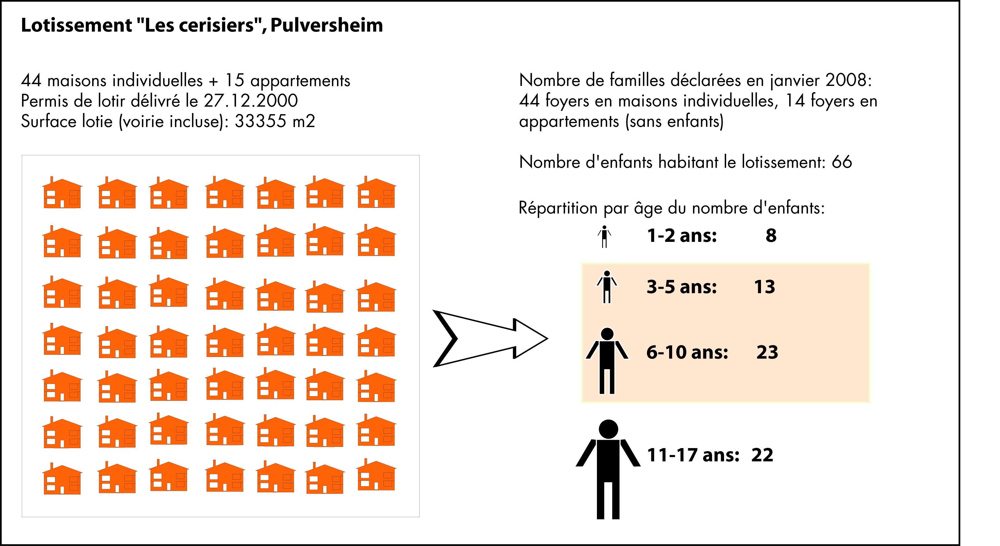 Lotissement "Les cerisiers", Pulversheim
44 maisons individuelles + 15 appartements
Permis de lotir délivré le 27.12.2000
Surface lotie (voirie incluse): 33355 m2
Nombre de familles déclarées en janvier 2008:
44 foyers en maisons individuelles, 14 foyers en
appartements (sans enfants)
Nombre d'enfants habitant le lotissement: 66
Répartition par âge du nombre d'enfants:
1-2 ans: 8
3-5 ans: 13
6-10 ans: 23
11-17 ans: 22